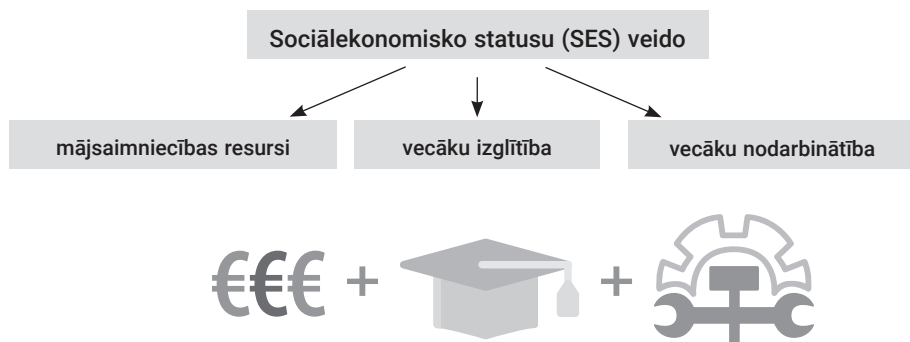 Sociālekonomisko statusu (SES) veido
mājsaimniecības resursi
vecāku izglītība
vecāku nodarbinātība
€€€ + +